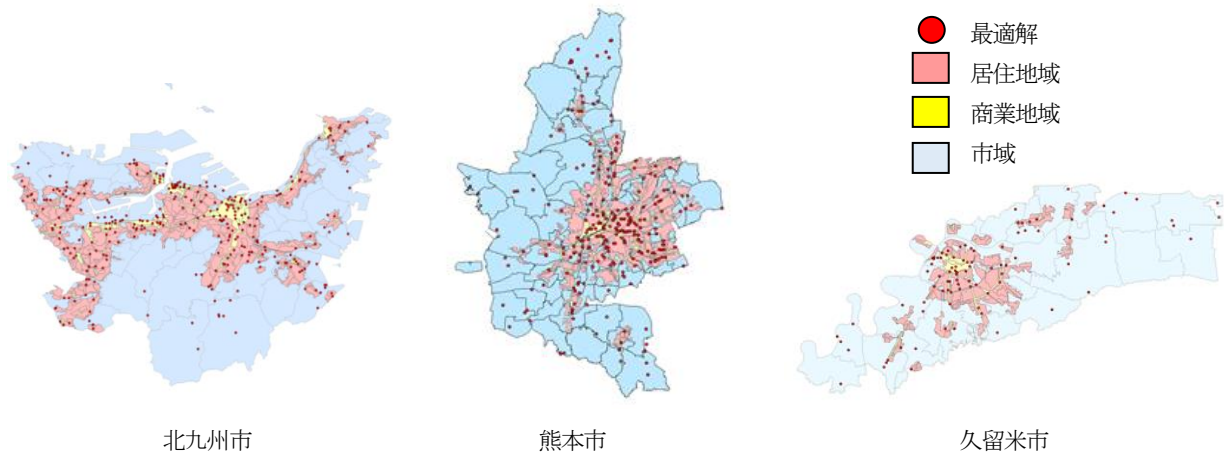 最適解
居住地域
商業地域
市域
北九州市
熊本市
久留米市